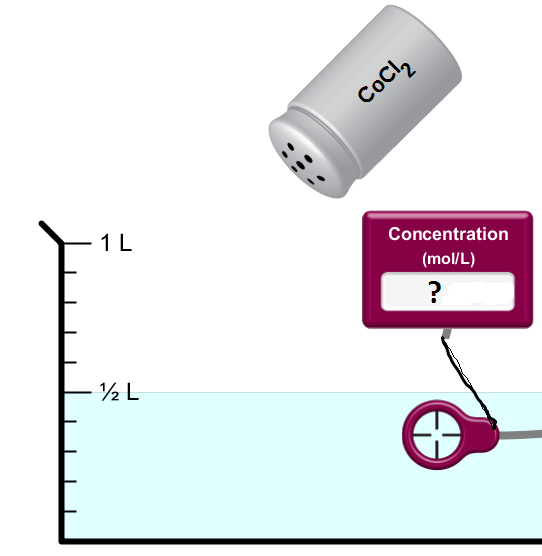 CoCl₂
Concentration
(mol/L)
?
1 L
½ L